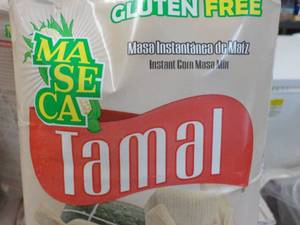 GLUTEN FREE
MA
SE
CA
Masa Instantánea de Maíz
Instant Corn Masa Mix
Tamal